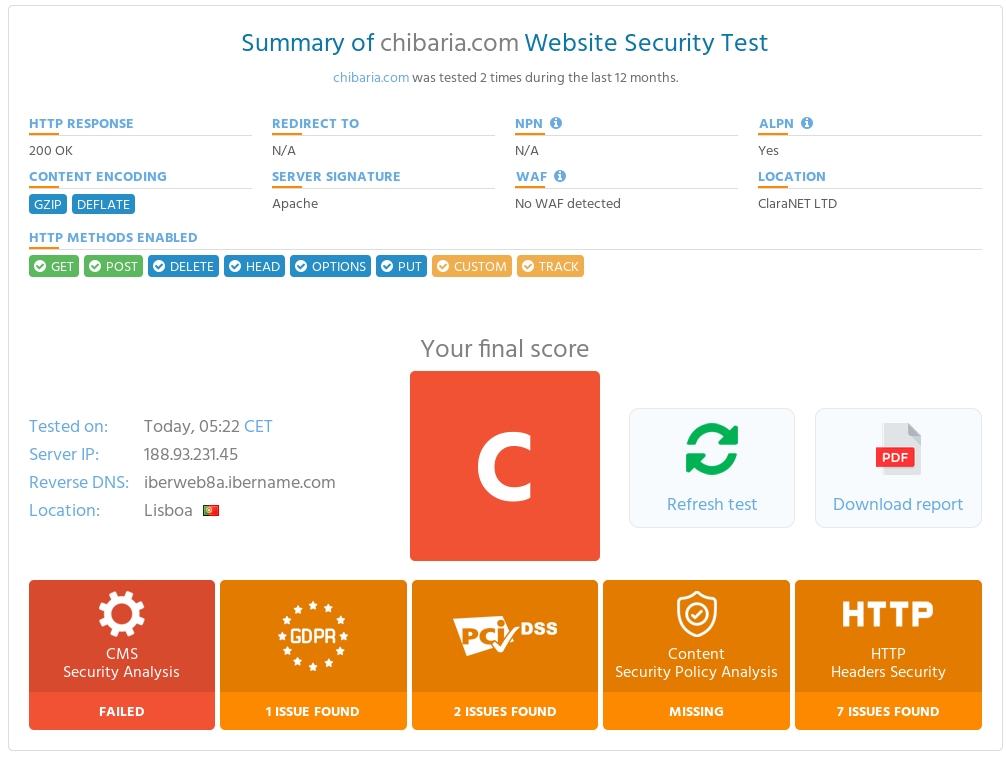 Summary of chibaria.com Website Security Test
chibaria.com was tested 2 times during the last 12 months.
HTTP RESPONSE REDIRECT TO NPN ALPN
200 OK N/A N/A Yes
CONTENT ENCODING SERVER SIGNATURE WAF LOCATION
GZIP DEFLATE Apache No WAF detected ClaraNET LTD
HTTP METHODS ENABLED
GET POST DELETE HEAD OPTIONS PUT CUSTOM TRACK
Your final score
C
Tested on: Today, 05:22 CET
Server IP: 188.93.231.45
Reverse DNS: iberweb8a.ibername.com
Location: Lisboa
Refresh test
PDF
Download report
CMS
Security Analysis
FAILED
GDPR
1 ISSUE FOUND
PCI DSS
2 ISSUES FOUND
Content
Security Policy Analysis
MISSING
HTTP
HTTP
Headers Security
7 ISSUES FOUND